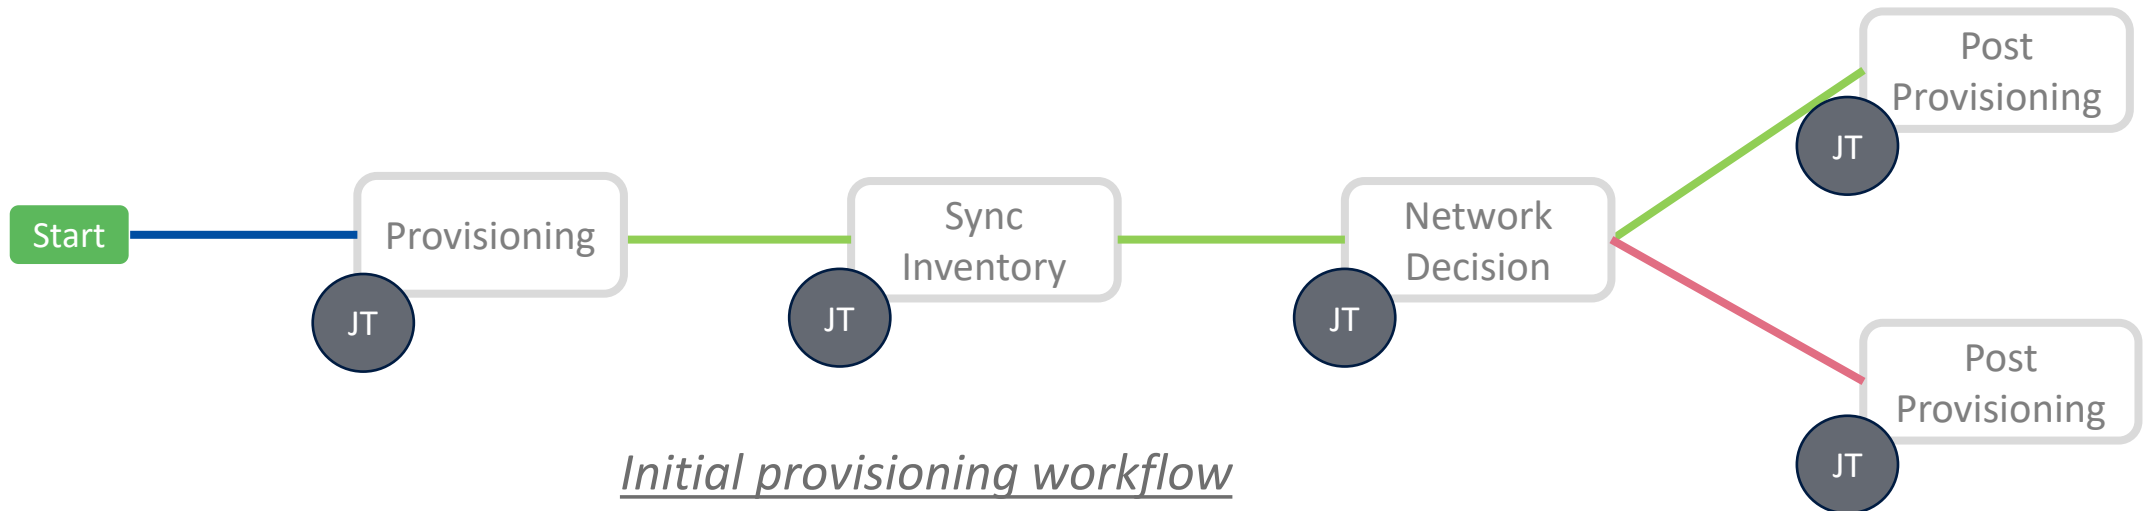 Start
Provisioning
JT
Sync
Inventory
JT
Network
Decision
JT
Post
Provisioning
JT
Post
Provisioning
JT
Initial provisioning workflow